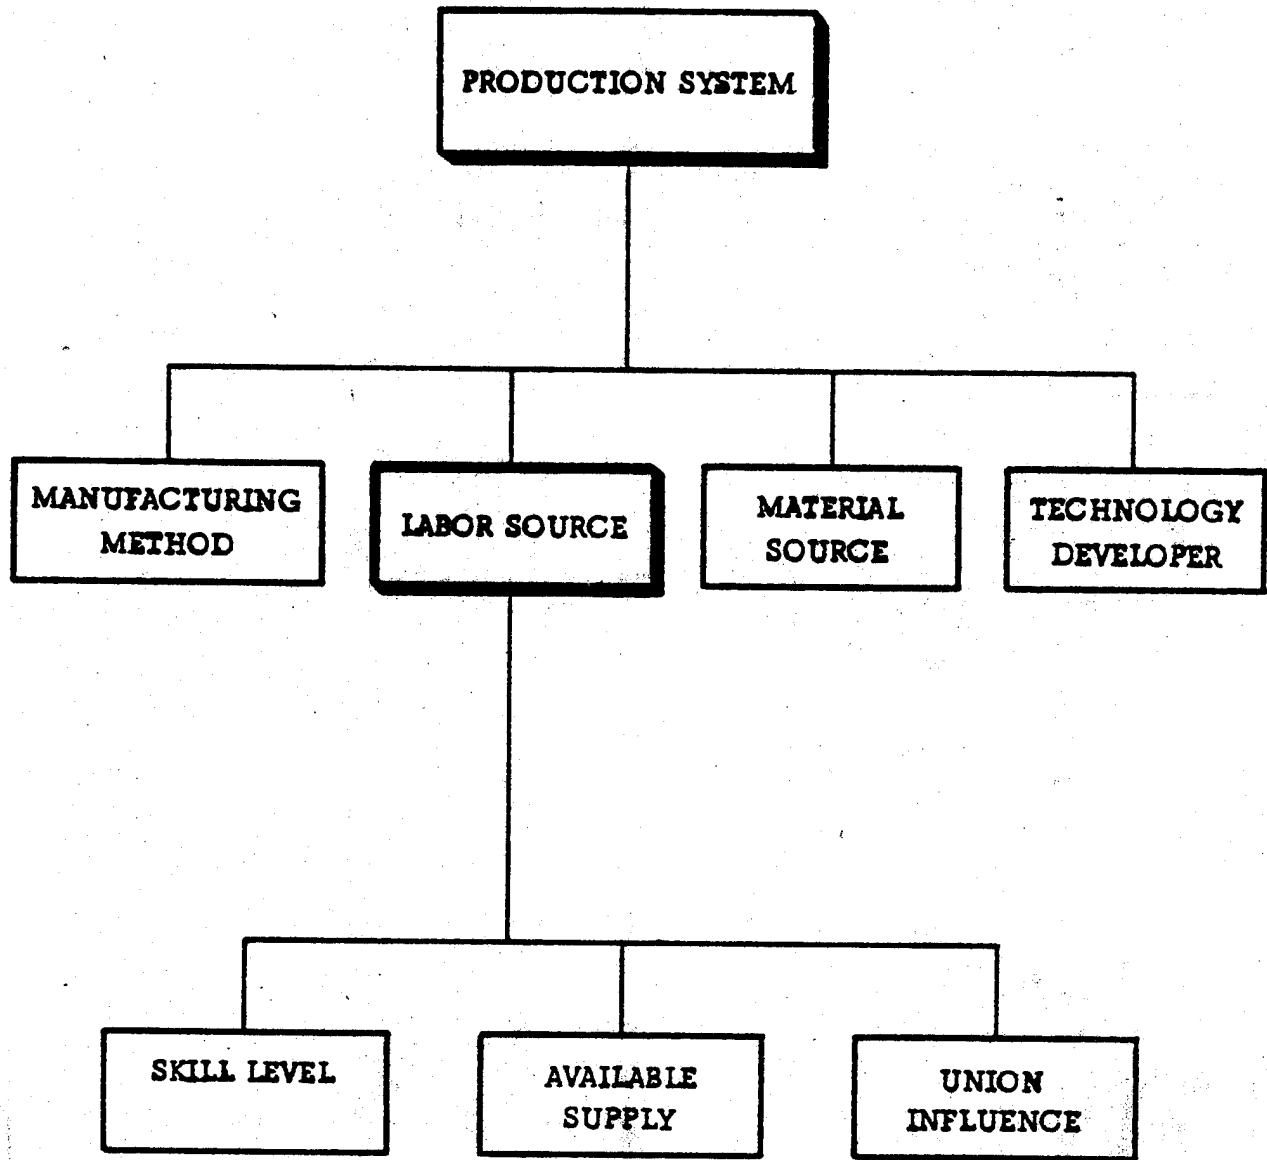 PRODUCTION SYSTEM
MANUFACTURING
METHOD
LABOR SOURCE
MATERIAL
SOURCE
TECHNOLOGY
DEVELOPER
SKILL LEVEL
AVAILABLE
SUPPLY
UNION
INFLUENCE